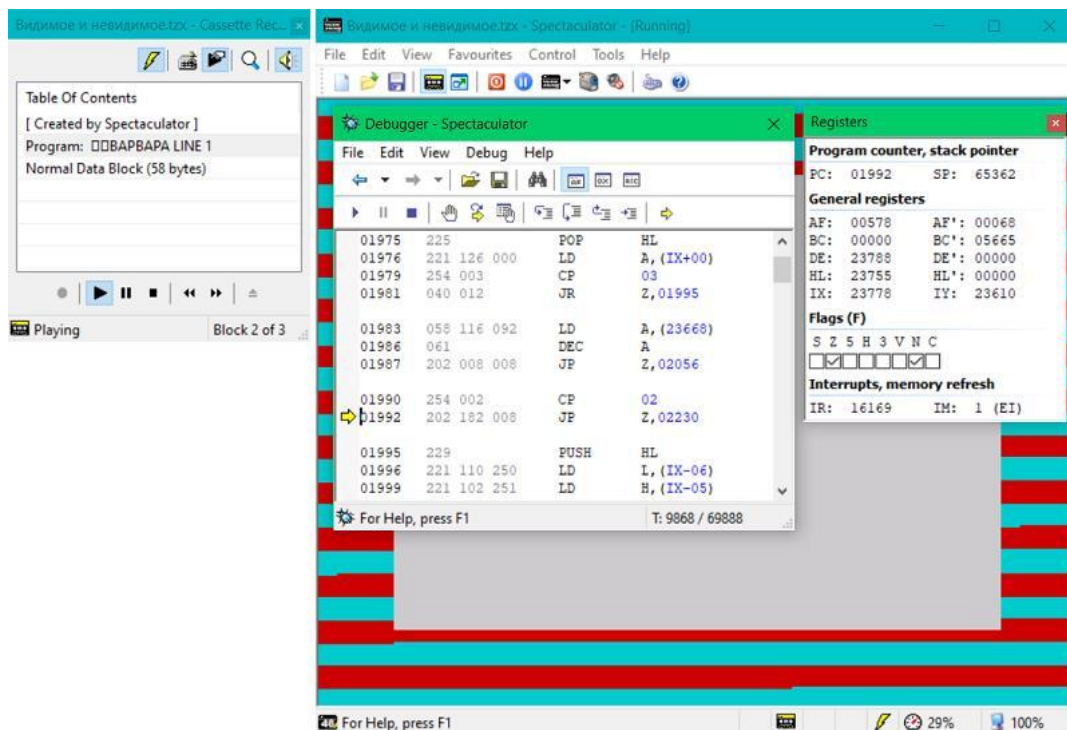 Видимое и невидимое.tzx - Cassette Rec...
Table Of Contents
[ Created by Spectaculator ]
Program: □□BAPBAPA LINE 1
Normal Data Block (58 bytes)
Playing
Block 2 of 3
Видимое и невидимое.tzx - Spectaculator - [Running]
File Edit View Favourites Control Tools Help
Debugger - Spectaculator
File Edit View Debug Help
01975 225 POP HL
01976 221 126 000 LD A,(IX+00)
01979 254 003 CP 03
01981 040 012 JR Z,01995
01983 058 116 092 LD A,(23668)
01986 061 DEC A
01987 202 008 008 JP Z,02056
01990 254 002 CP 02
01992 202 182 008 JP Z,02230
01995 229 PUSH HL
01996 221 110 250 LD L,(IX-06)
01999 221 102 251 LD H,(IX-05)
For Help, press F1
T: 9868 / 69888
Registers
Program counter, stack pointer
PC: 01992 SP: 65362
General registers
AF: 00578 AF': 00068
BC: 00000 BC': 05665
DE: 23788 DE': 00000
HL: 23755 HL': 00000
IX: 23778 IY: 23610
Flags (F)
S Z 5 H 3 V N C
Interrupts, memory refresh
IR: 16169 IM: 1 (EI)
48 For Help, press F1
29%
100%